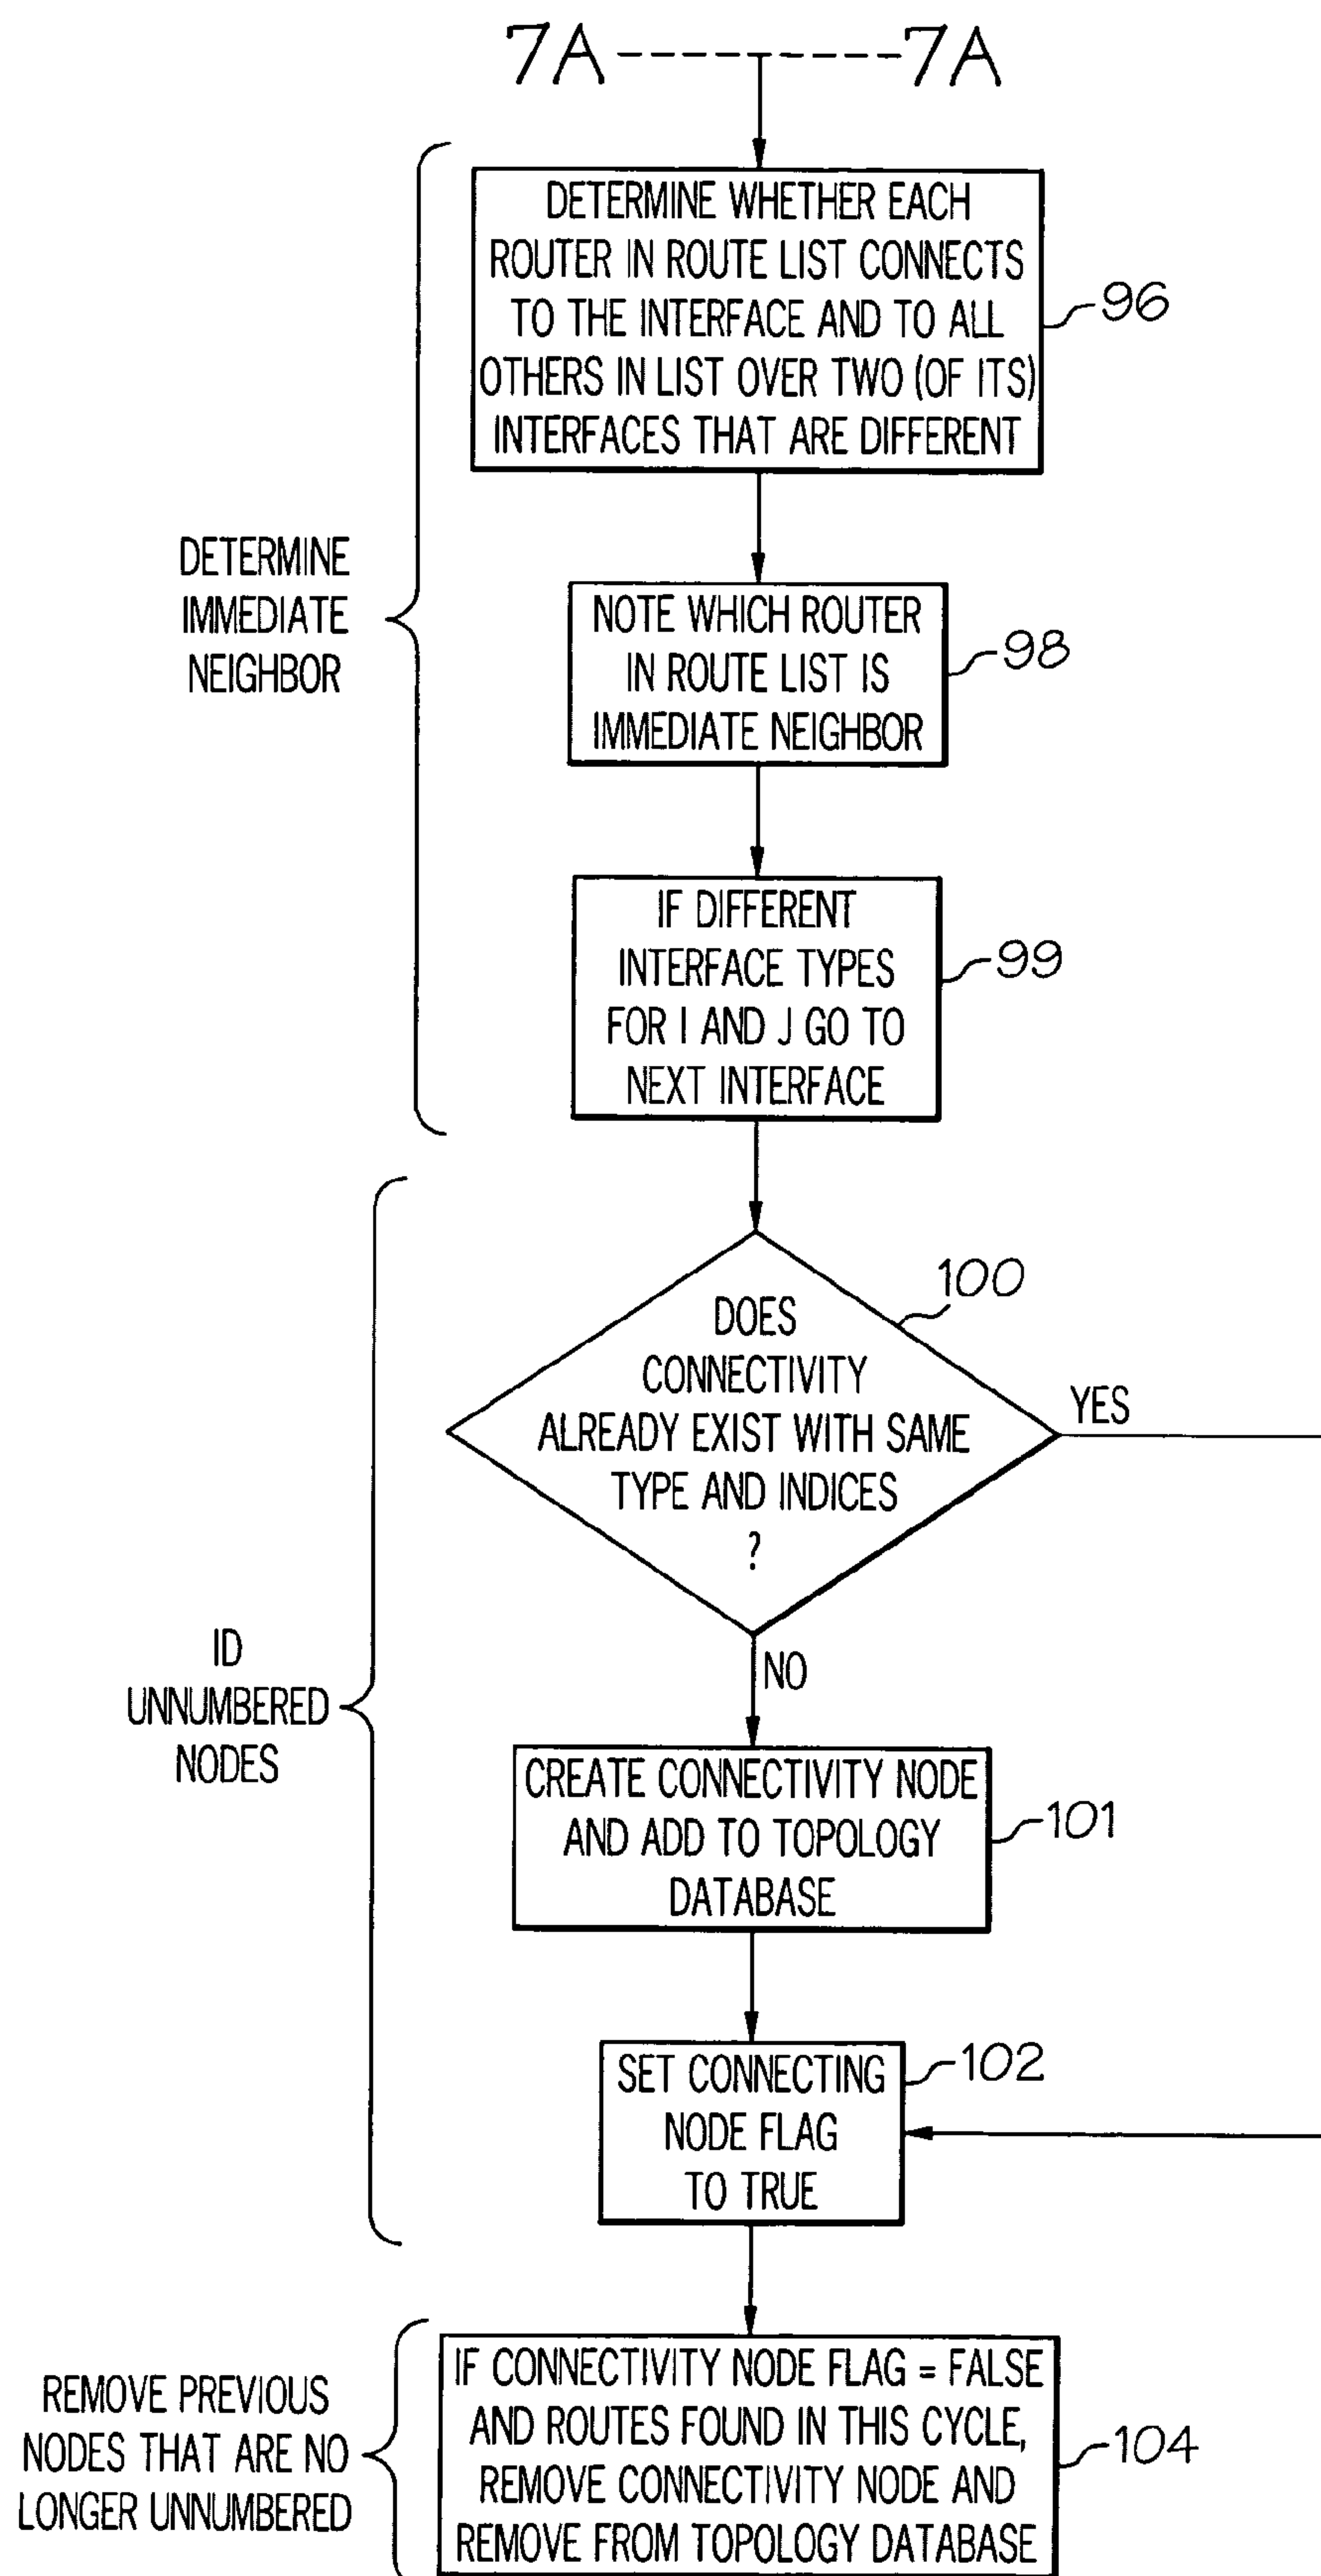 7A 7A
DETERMINE WHETHER EACH
ROUTER IN ROUTE LIST CONNECTS
TO THE INTERFACE AND TO ALL
OTHERS IN LIST OVER TWO (OF ITS)
INTERFACES THAT ARE DIFFERENT
96
DETERMINE
IMMEDIATE
NEIGHBOR
NOTE WHICH ROUTER
IN ROUTE LIST IS
IMMEDIATE NEIGHBOR
98
IF DIFFERENT
INTERFACE TYPES
FOR I AND J GO TO
NEXT INTERFACE
99
DOES
CONNECTIVITY
ALREADY EXIST WITH SAME
TYPE AND INDICES
?
100
YES
NO
ID
UNNUMBERED
NODES
CREATE CONNECTIVITY NODE
AND ADD TO TOPOLOGY
DATABASE
101
SET CONNECTING
NODE FLAG
TO TRUE
102
REMOVE PREVIOUS
NODES THAT ARE NO
LONGER UNNUMBERED
IF CONNECTIVITY NODE FLAG = FALSE
AND ROUTES FOUND IN THIS CYCLE,
REMOVE CONNECTIVITY NODE AND
REMOVE FROM TOPOLOGY DATABASE
104